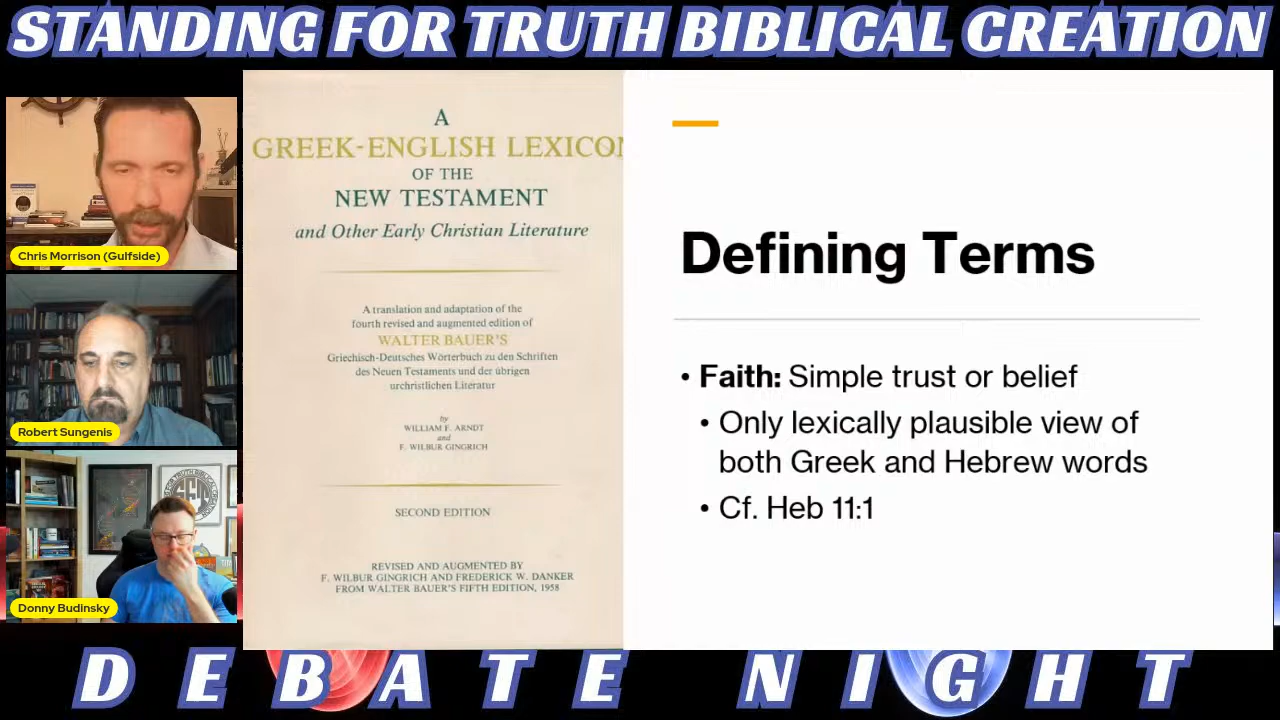 STANDING FOR TRUTH BIBLICAL CREATION
Chris Morrison (Gulfside)
Robert Sungenis
Donny Budinsky
A
GREEK-ENGLISH LEXICON
OF THE
NEW TESTAMENT
and Other Early Christian Literature
A translation and adaptation of the
fourth revised and augmented edition of
WALTER BAUER'S
Griechisch-Deutsches Wörterbuch zu den Schriften
des Neuen Testaments und der übrigen
urchristlichen Literatur
by
WILLIAM F. ARNDT
and
F. WILBUR GINGRICH
SECOND EDITION
REVISED AND AUGMENTED BY
F. WILBUR GINGRICH AND FREDERICK W. DANKER
FROM WALTER BAUER'S FIFTH EDITION, 1958
Defining Terms
• Faith: Simple trust or belief
• Only lexically plausible view of
both Greek and Hebrew words
• Cf. Heb 11:1
DEBATE NIGHT